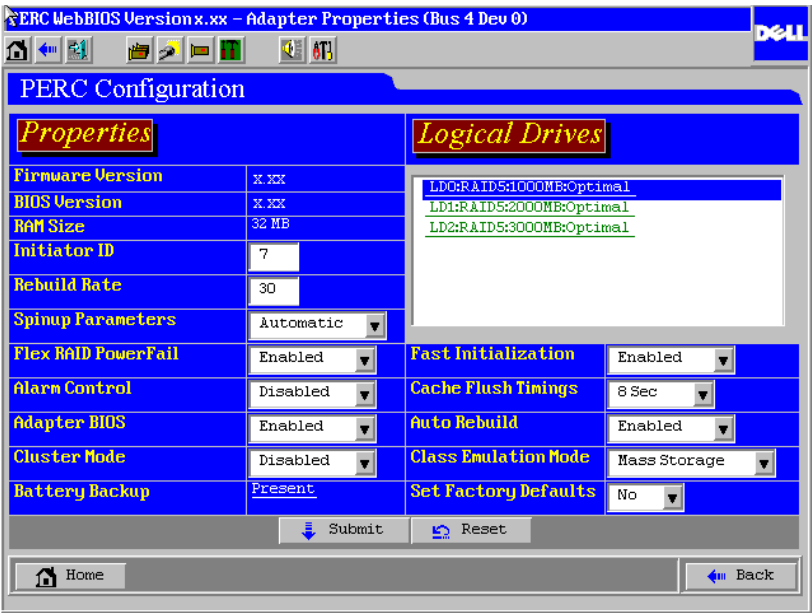 PERC WebBIOS Version x.xx – Adapter Properties (Bus 4 Dev 0)
DELL
PERC Configuration
Properties
Logical Drives
Firmware Version x.xx
BIOS Version x.xx
RAM Size 32 MB
Initiator ID 7
Rebuild Rate 30
Spinup Parameters Automatic
LD0:RAID5:1000MB:Optimal
LD1:RAID5:2000MB:Optimal
LD2:RAID5:3000MB:Optimal
Flex RAID PowerFail Enabled Fast Initialization Enabled
Alarm Control Disabled Cache Flush Timings 8 Sec
Adapter BIOS Enabled Auto Rebuild Enabled
Cluster Mode Disabled Class Emulation Mode Mass Storage
Battery Backup Present Set Factory Defaults No
Submit Reset
Home Back